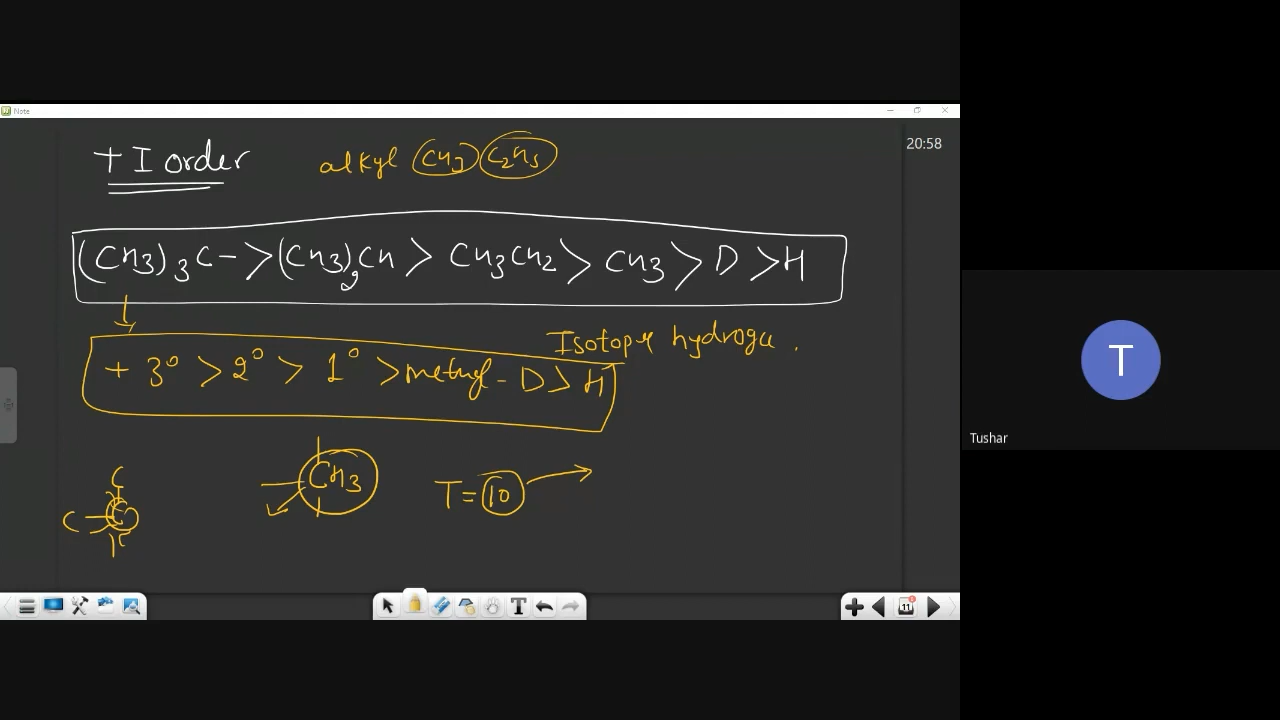 Note
20:58
+ I order alkyl CH3 C2H5
(CH3)3C- > (CH3)2CH > CH3CH2 > CH3 > D > H
Isotope hydrogen.
+ 3° > 2° > 1° > methyl - D > H
C
C C
CH3 T = 10
T
Tushar
T
11